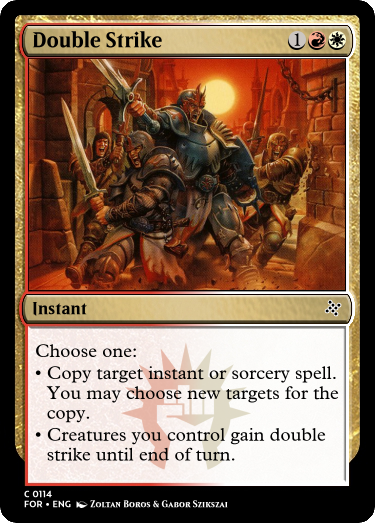 Double Strike
1
Instant
Choose one:
• Copy target instant or sorcery spell.
You may choose new targets for the
copy.
• Creatures you control gain double
strike until end of turn.
C 0114
FOR • ENG Zoltan Boros & Gabor Szikszai